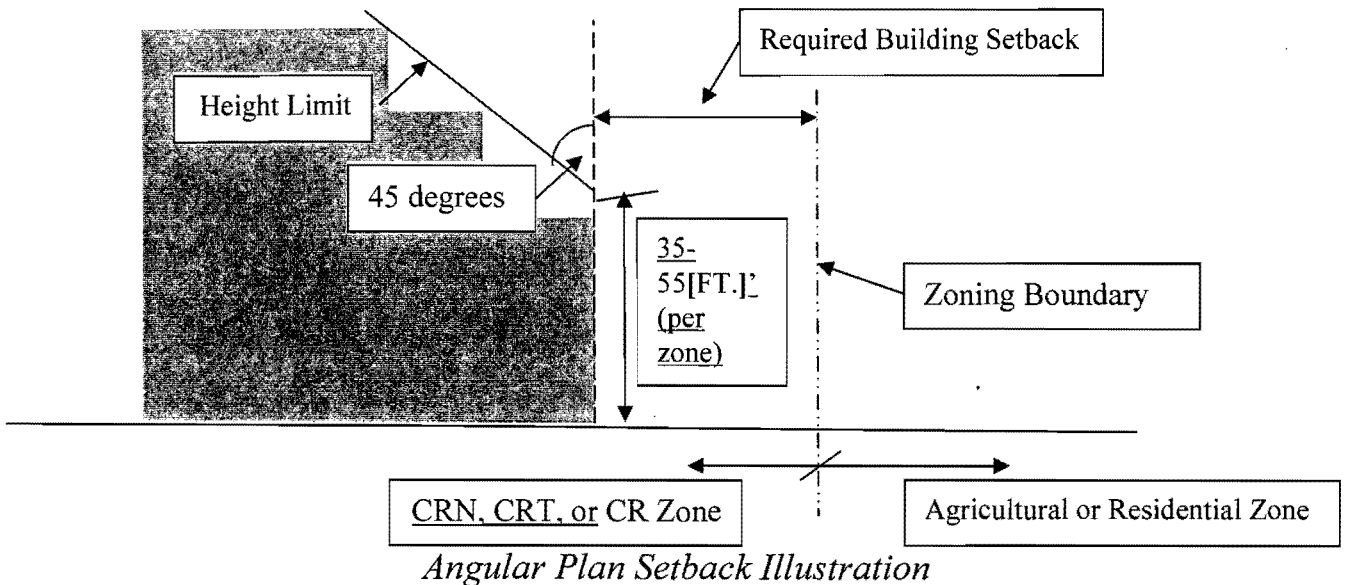 Required Building Setback
Height Limit
45 degrees
35-
55[FT.]'
(per
zone)
Zoning Boundary
CRN, CRT, or CR Zone
Agricultural or Residential Zone
Angular Plan Setback Illustration